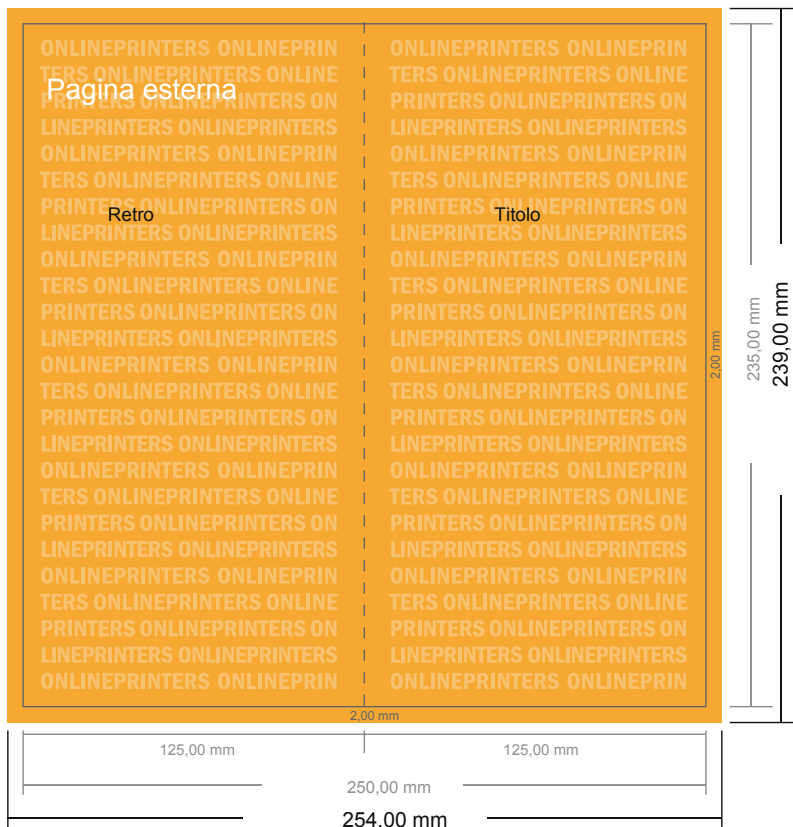 Pagina esterna
Retro
Titolo
ONLINEPRINTERS ONLINEPRIN
TERS ONLINEPRINTERS ONLINE
PRINTERS ONLINEPRINTERS ON
LINEPRINTERS ONLINEPRINTERS
ONLINEPRINTERS ONLINEPRIN
TERS ONLINEPRINTERS ONLINE
PRINTERS ONLINEPRINTERS ON
LINEPRINTERS ONLINEPRINTERS
ONLINEPRINTERS ONLINEPRIN
TERS ONLINEPRINTERS ONLINE
PRINTERS ONLINEPRINTERS ON
LINEPRINTERS ONLINEPRINTERS
ONLINEPRINTERS ONLINEPRIN
TERS ONLINEPRINTERS ONLINE
PRINTERS ONLINEPRINTERS ON
LINEPRINTERS ONLINEPRINTERS
ONLINEPRINTERS ONLINEPRIN
TERS ONLINEPRINTERS ONLINE
PRINTERS ONLINEPRINTERS ON
LINEPRINTERS ONLINEPRINTERS
ONLINEPRINTERS ONLINEPRIN
TERS ONLINEPRINTERS ONLINE
PRINTERS ONLINEPRINTERS ON
LINEPRINTERS ONLINEPRINTERS
ONLINEPRINTERS ONLINEPRIN
ONLINEPRINTERS ONLINEPRIN
TERS ONLINEPRINTERS ONLINE
PRINTERS ONLINEPRINTERS ON
LINEPRINTERS ONLINEPRINTERS
ONLINEPRINTERS ONLINEPRIN
TERS ONLINEPRINTERS ONLINE
PRINTERS ONLINEPRINTERS ON
LINEPRINTERS ONLINEPRINTERS
ONLINEPRINTERS ONLINEPRIN
TERS ONLINEPRINTERS ONLINE
PRINTERS ONLINEPRINTERS ON
LINEPRINTERS ONLINEPRINTERS
ONLINEPRINTERS ONLINEPRIN
TERS ONLINEPRINTERS ONLINE
PRINTERS ONLINEPRINTERS ON
LINEPRINTERS ONLINEPRINTERS
ONLINEPRINTERS ONLINEPRIN
TERS ONLINEPRINTERS ONLINE
PRINTERS ONLINEPRINTERS ON
LINEPRINTERS ONLINEPRINTERS
ONLINEPRINTERS ONLINEPRIN
TERS ONLINEPRINTERS ONLINE
PRINTERS ONLINEPRINTERS ON
LINEPRINTERS ONLINEPRINTERS
ONLINEPRINTERS ONLINEPRIN
2,00 mm
235,00 mm
239,00 mm
2,00 mm
125,00 mm
125,00 mm
250,00 mm
254,00 mm